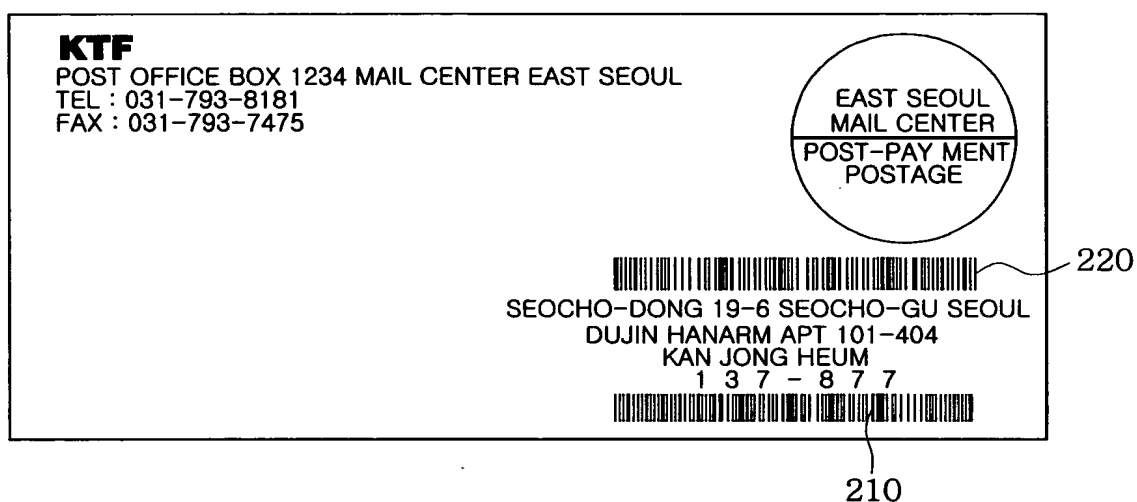 KTF
POST OFFICE BOX 1234 MAIL CENTER EAST SEOUL
TEL : 031-793-8181
FAX : 031-793-7475
EAST SEOUL
MAIL CENTER
POST-PAY MENT
POSTAGE
220
SEOCHO-DONG 19-6 SEOCHO-GU SEOUL
DUJIN HANARM APT 101-404
KAN JONG HEUM
1 3 7 - 8 7 7
210